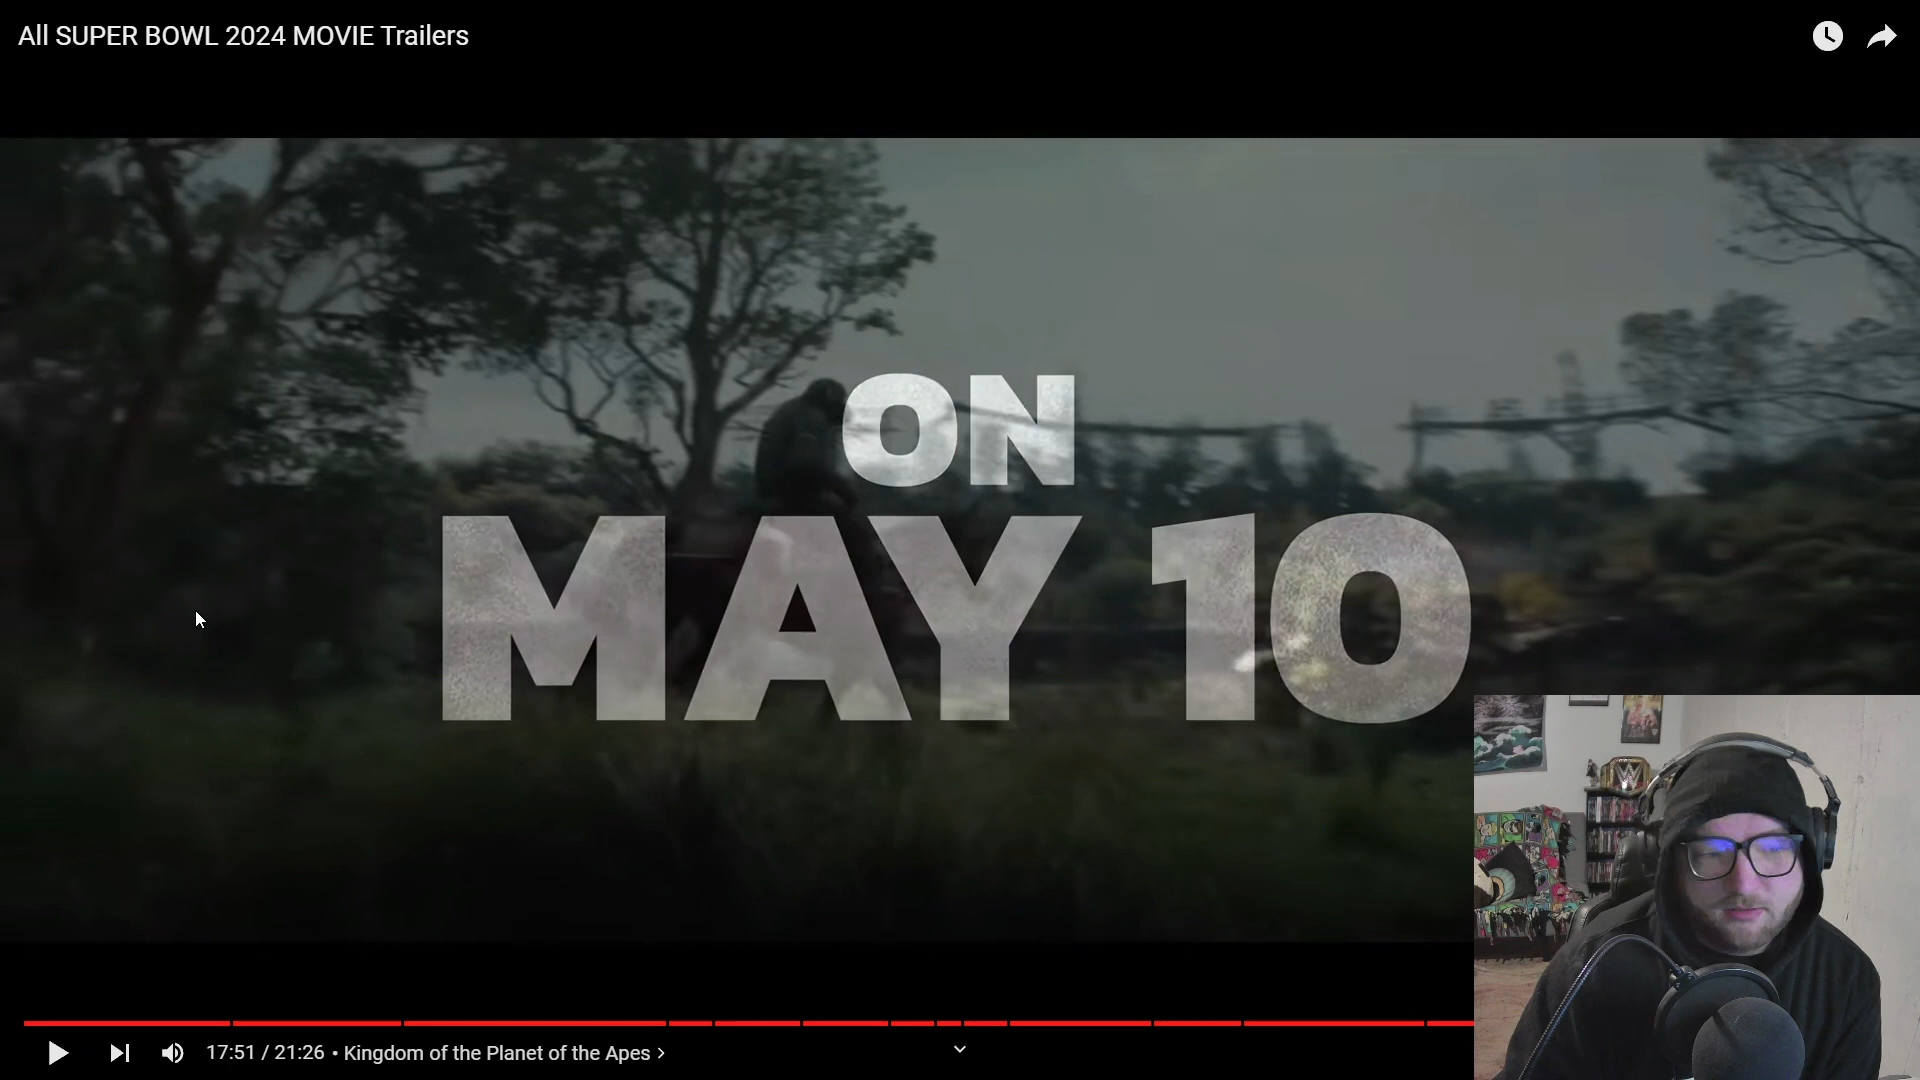 All SUPER BOWL 2024 MOVIE Trailers
ON
MAY 10
W
17:51 / 21:26 • Kingdom of the Planet of the Apes >